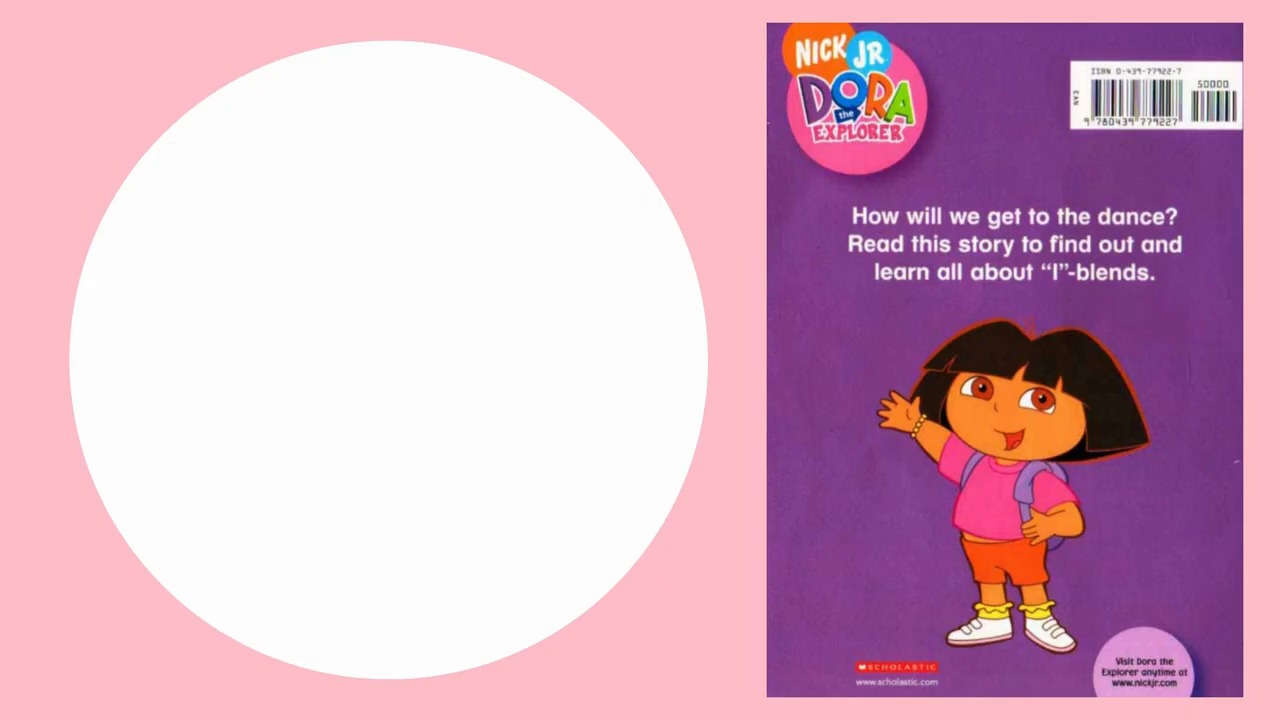 NICK JR
DORA
the
EXPLORER
ISBN 0-439-77922-7
50000
EAN
9 780439 779227
How will we get to the dance?
Read this story to find out and
learn all about “l”-blends.
SCHOLASTIC
www.scholastic.com
Visit Dora the
Explorer anytime at
www.nickjr.com